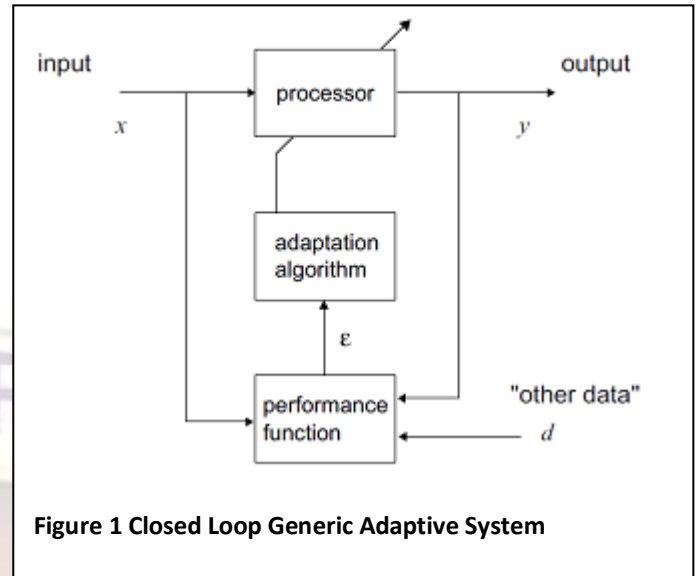 input
output
processor
x
y
adaptation
algorithm
ε
"other data"
performance
function
d
Figure 1 Closed Loop Generic Adaptive System